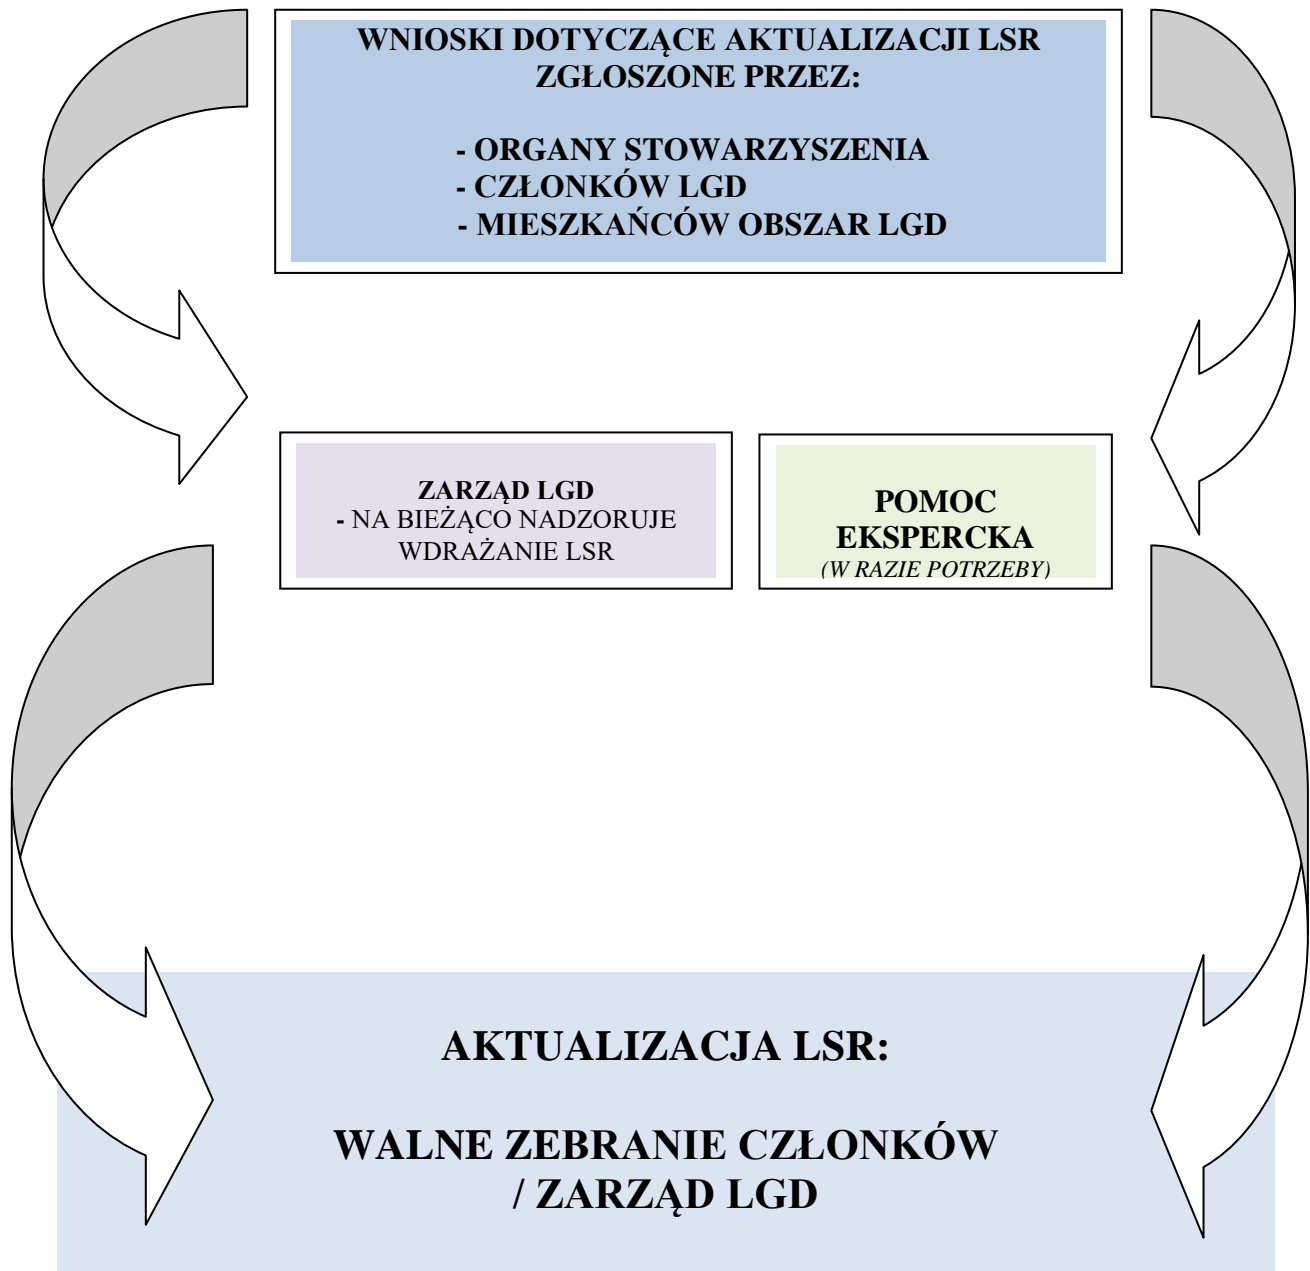 WNIOSKI DOTYCZĄCE AKTUALIZACJI LSR
ZGŁOSZONE PRZEZ:
- ORGANY STOWARZYSZENIA
- CZŁONKÓW LGD
- MIESZKAŃCÓW OBSZAR LGD
ZARZĄD LGD
- NA BIEŻĄCO NADZORUJE
WDRAŻANIE LSR
POMOC
EKSPERCKA
(W RAZIE POTRZEBY)
AKTUALIZACJA LSR:
WALNE ZEBRANIE CZŁONKÓW
/ ZARZĄD LGD